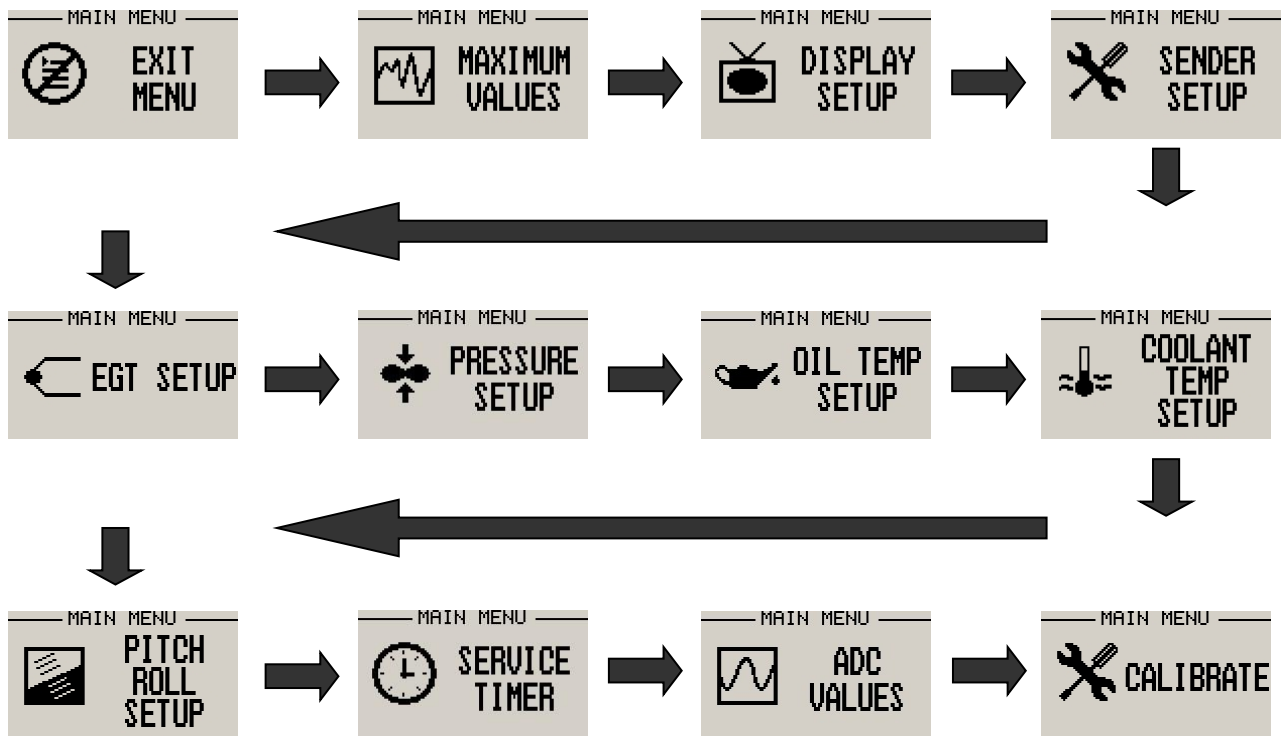 MAIN MENU
EXIT
MENU
MAIN MENU
MAXIMUM
VALUES
MAIN MENU
DISPLAY
SETUP
MAIN MENU
SENDER
SETUP
MAIN MENU
EGT SETUP
MAIN MENU
PRESSURE
SETUP
MAIN MENU
OIL TEMP
SETUP
MAIN MENU
COOLANT
TEMP
SETUP
MAIN MENU
PITCH
ROLL
SETUP
MAIN MENU
SERVICE
TIMER
MAIN MENU
ADC
VALUES
MAIN MENU
CALIBRATE